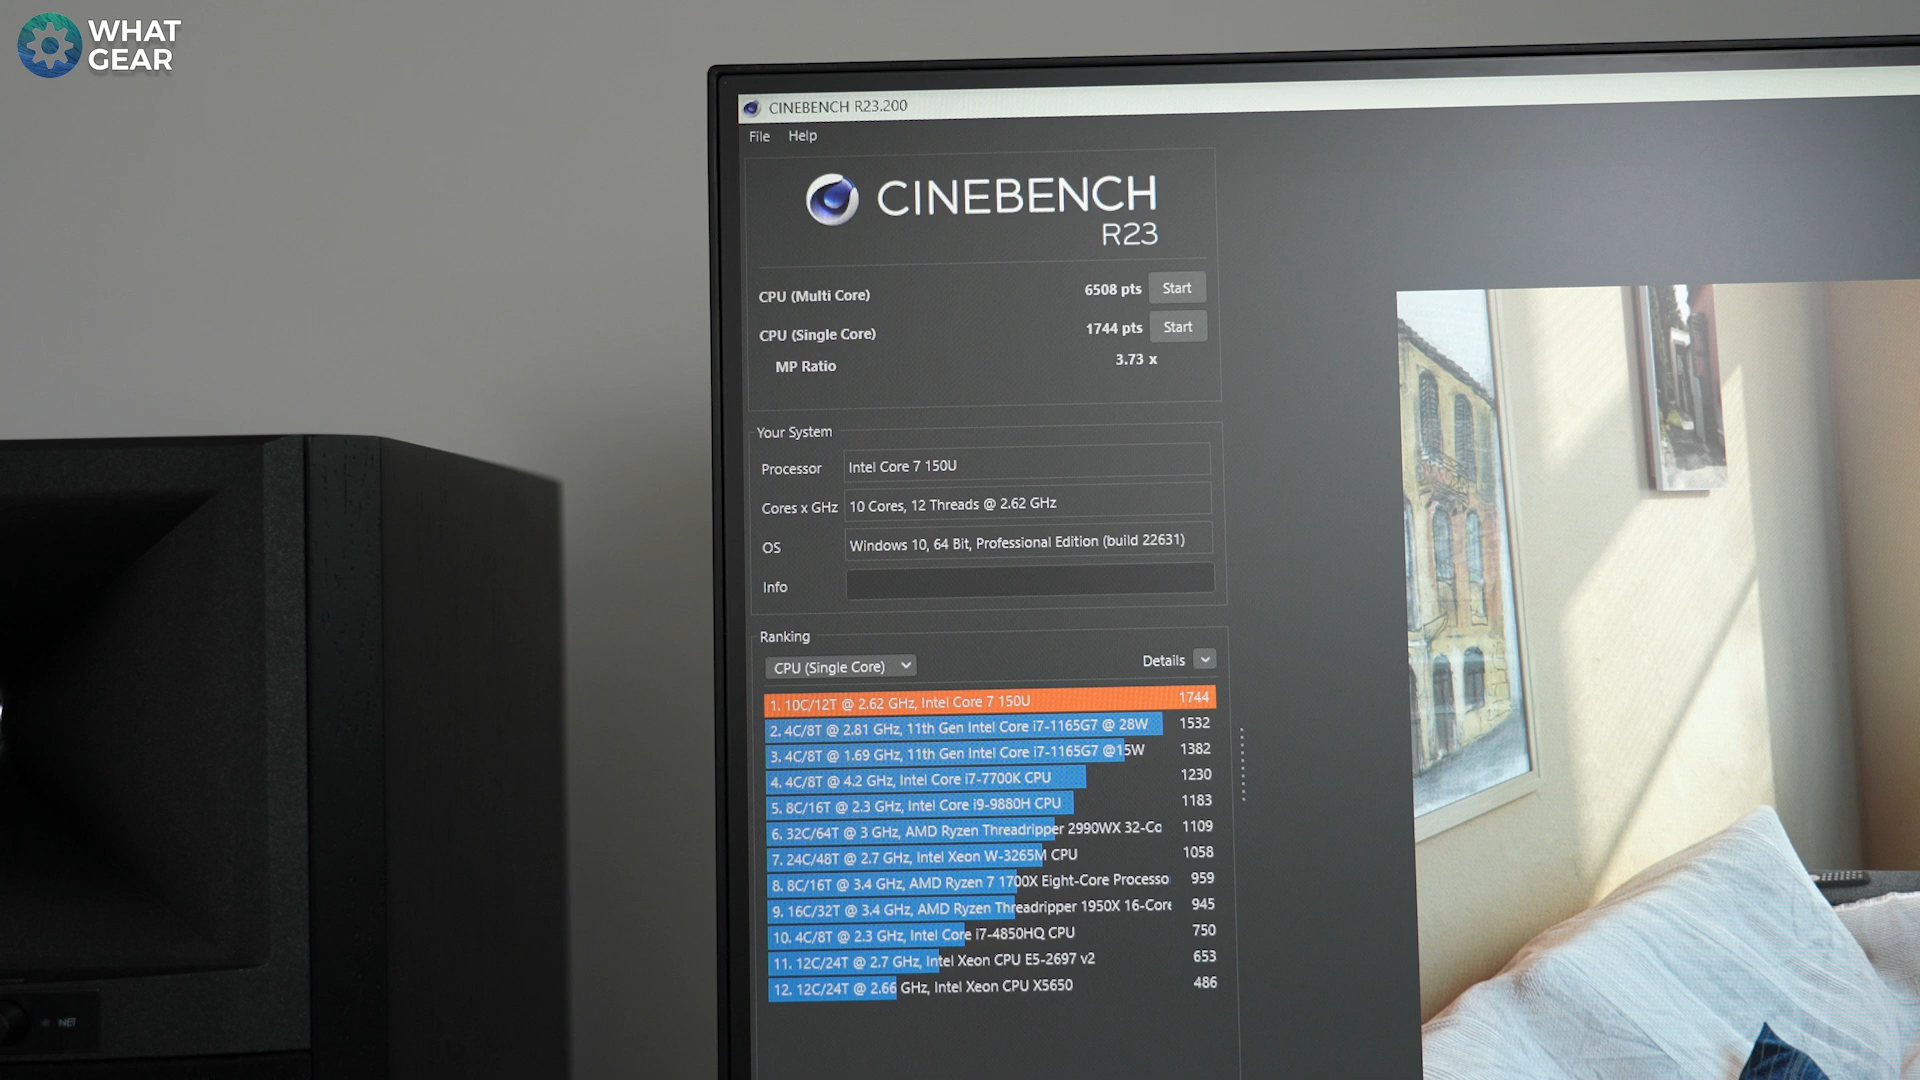 WHAT
GEAR
CINEBENCH R23.200
File Help
CINEBENCH
R23
CPU (Multi Core) 6508 pts Start
CPU (Single Core) 1744 pts Start
MP Ratio 3.73 x
Your System
Processor Intel Core 7 150U
Cores x GHz 10 Cores, 12 Threads @ 2.62 GHz
OS Windows 10, 64 Bit, Professional Edition (build 22631)
Info
Ranking
CPU (Single Core) Details
1. 10C/12T @ 2.62 GHz, Intel Core 7 150U 1744
2. 4C/8T @ 2.81 GHz, 11th Gen Intel Core i7-1165G7 @ 28W 1532
3. 4C/8T @ 1.69 GHz, 11th Gen Intel Core i7-1165G7 @15W 1382
4. 4C/8T @ 4.2 GHz, Intel Core i7-7700K CPU 1230
5. 8C/16T @ 2.3 GHz, Intel Core i9-9880H CPU 1183
6. 32C/64T @ 3 GHz, AMD Ryzen Threadripper 2990WX 32-Co 1109
7. 24C/48T @ 2.7 GHz, Intel Xeon W-3265M CPU 1058
8. 8C/16T @ 3.4 GHz, AMD Ryzen 7 1700X Eight-Core Processo 959
9. 16C/32T @ 3.4 GHz, AMD Ryzen Threadripper 1950X 16-Core 945
10. 4C/8T @ 2.3 GHz, Intel Core i7-4850HQ CPU 750
11. 12C/24T @ 2.7 GHz, Intel Xeon CPU E5-2697 v2 653
12. 12C/24T @ 2.66 GHz, Intel Xeon CPU X5650 486
NET